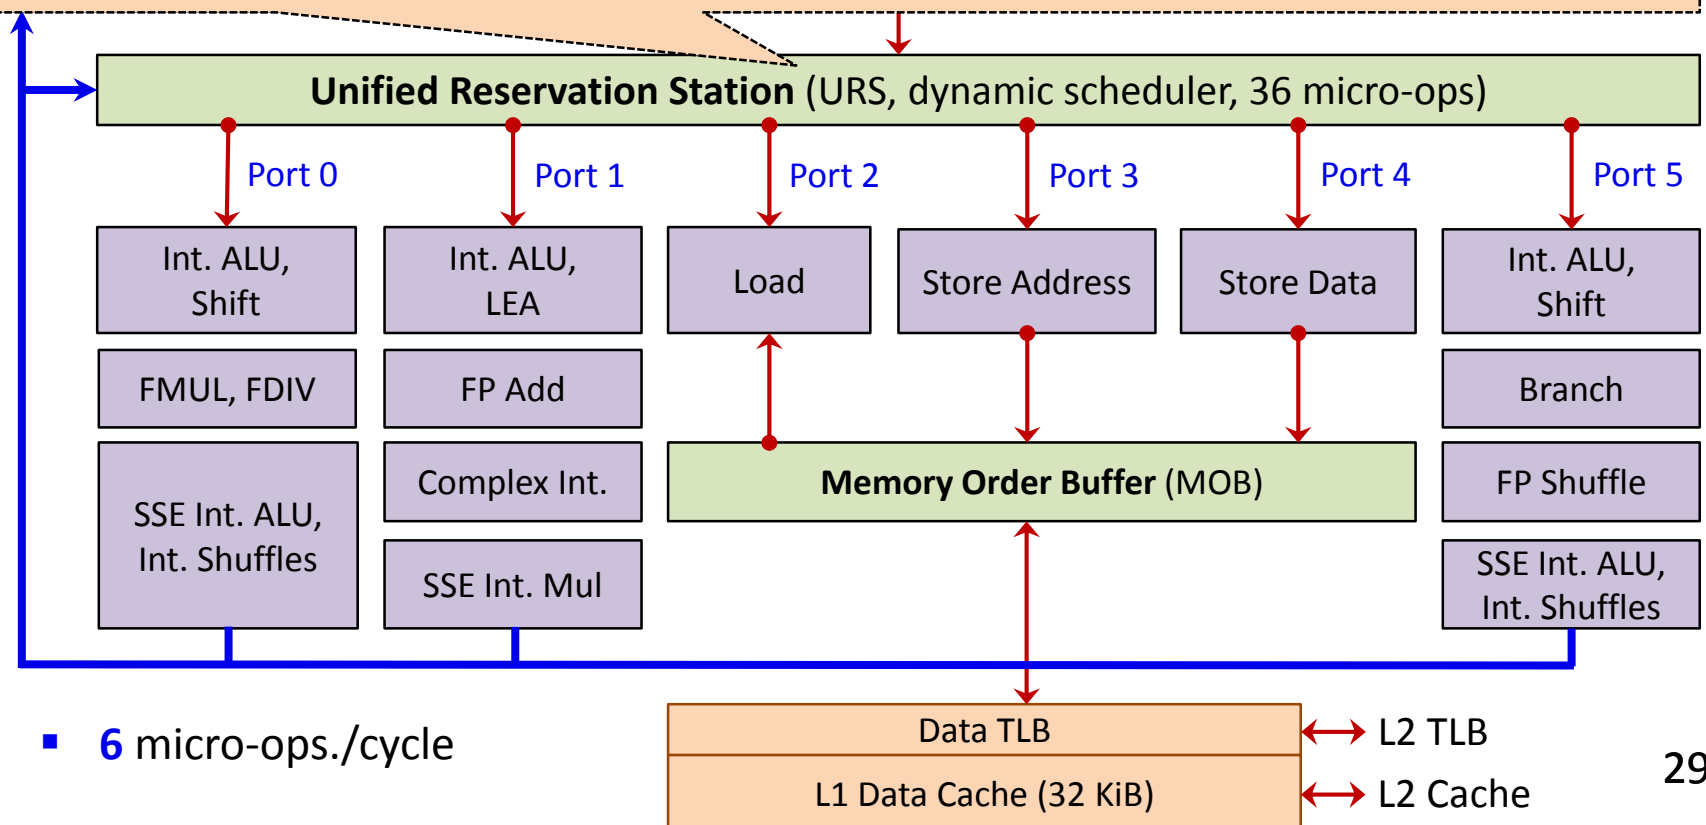 Unified Reservation Station (URS, dynamic scheduler, 36 micro-ops)
Port 0
Port 1
Port 2
Port 3
Port 4
Port 5
Int. ALU,
Shift
Int. ALU,
LEA
Load
Store Address
Store Data
Int. ALU,
Shift
FMUL, FDIV
FP Add
Branch
SSE Int. ALU,
Int. Shuffles
Complex Int.
Memory Order Buffer (MOB)
FP Shuffle
SSE Int. Mul
SSE Int. ALU,
Int. Shuffles
▪ 6 micro-ops./cycle
Data TLB
L2 TLB
L1 Data Cache (32 KiB)
L2 Cache
29